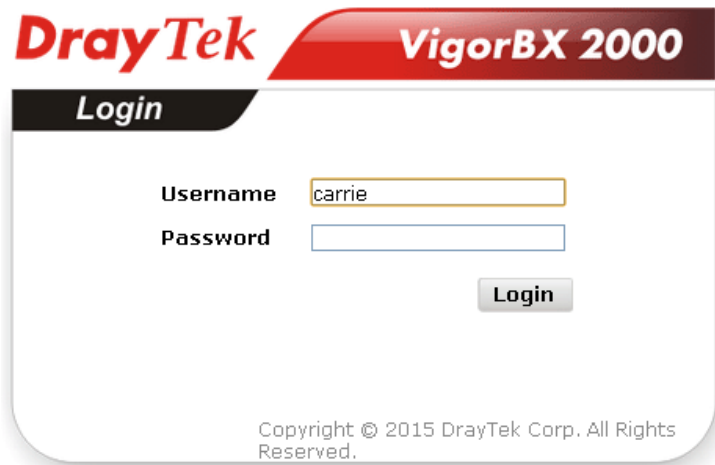 DrayTek VigorBX 2000
Login
Username carrie
Password
Login
Copyright © 2015 DrayTek Corp. All Rights
Reserved.